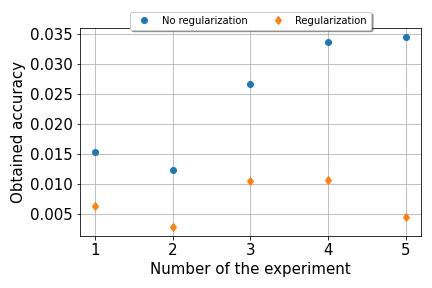 No regularization Regularization
0.035
0.030
0.025
0.020
0.015
0.010
0.005
Obtained accuracy
1 2 3 4 5
Number of the experiment